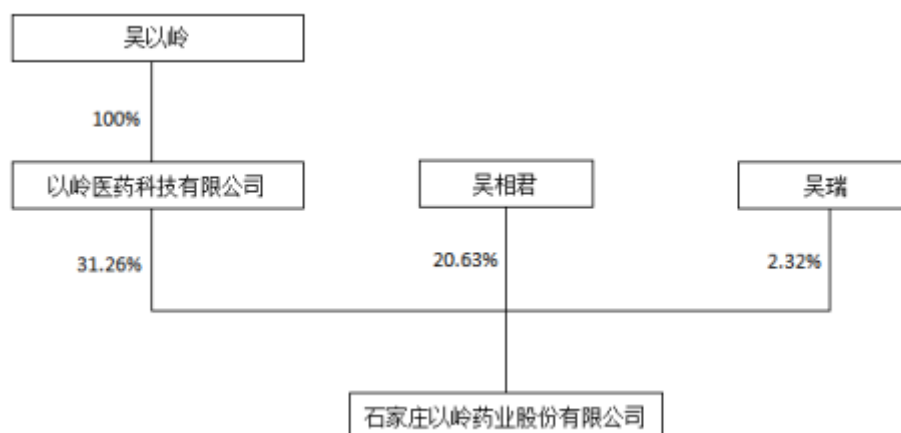 吴以岭
100%
以岭医药科技有限公司
吴相君
吴瑞
31.26%
20.63%
2.32%
石家庄以岭药业股份有限公司